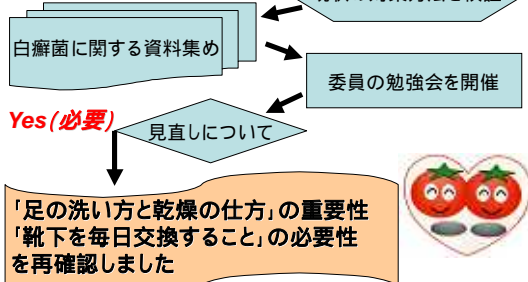 白癬菌に関する資料集め
委員の勉強会を開催
Yes(必要)
見直しについて
「足の洗い方と乾燥の仕方」の重要性
「靴下を毎日交換すること」の必要性
を再確認しました